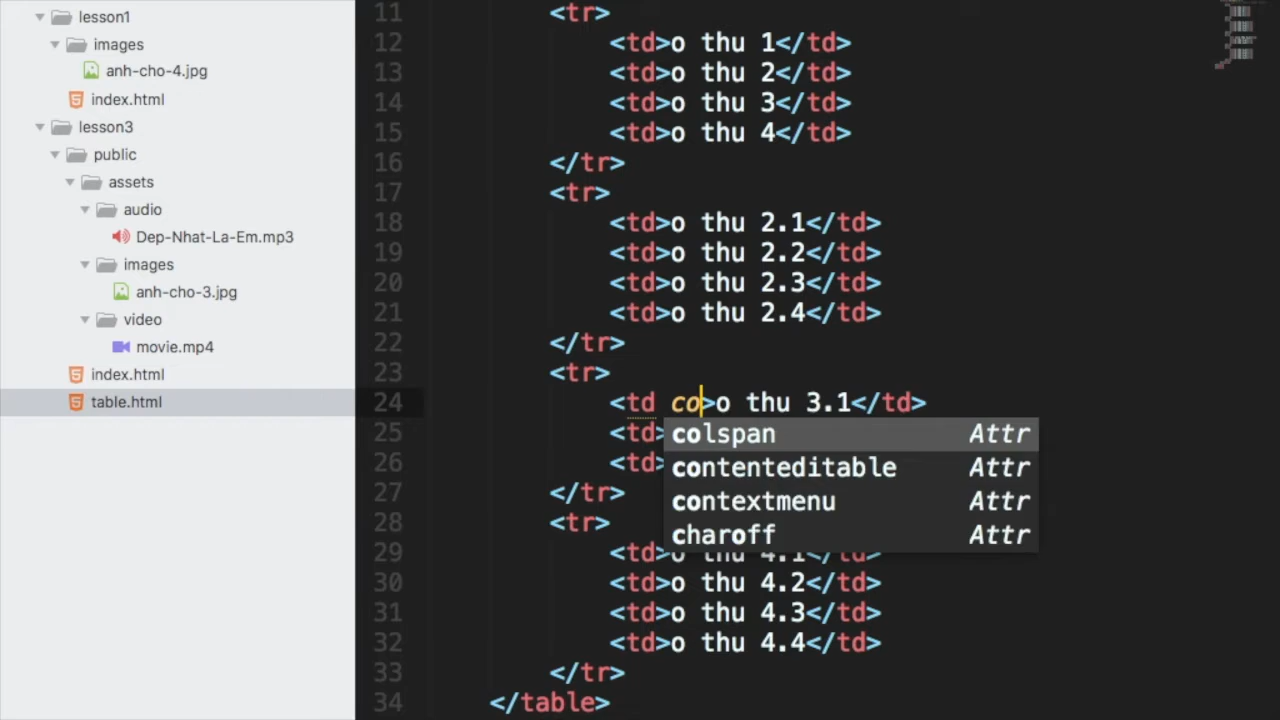 lesson1
images
anh-cho-4.jpg
index.html
lesson3
public
assets
audio
Dep-Nhat-La-Em.mp3
images
anh-cho-3.jpg
video
movie.mp4
index.html
table.html
11 <tr>
12 <td>o thu 1</td>
13 <td>o thu 2</td>
14 <td>o thu 3</td>
15 <td>o thu 4</td>
16 </tr>
17 <tr>
18 <td>o thu 2.1</td>
19 <td>o thu 2.2</td>
20 <td>o thu 2.3</td>
21 <td>o thu 2.4</td>
22 </tr>
23 <tr>
24 <td co>o thu 3.1</td>
25 <td>
colspan Attr
26 <td>
contenteditable Attr
27 </tr>
contextmenu Attr
28 <tr>
charoff Attr
29 <td>o thu 4.1</td>
30 <td>o thu 4.2</td>
31 <td>o thu 4.3</td>
32 <td>o thu 4.4</td>
33 </tr>
34 </table>